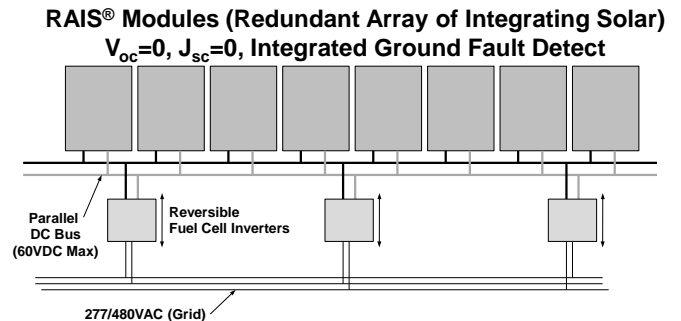 RAIS® Modules (Redundant Array of Integrating Solar)
Voc=0, Jsc=0, Integrated Ground Fault Detect
Parallel
DC Bus
(60VDC Max)
Reversible
Fuel Cell Inverters
277/480VAC (Grid)